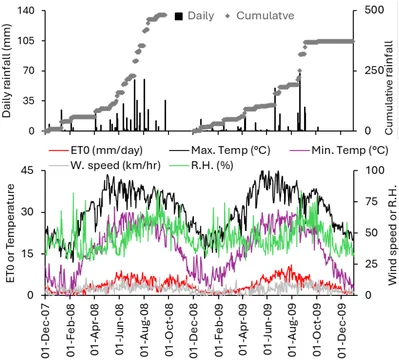 140
105
70
35
0
Daily rainfall (mm)
Daily Cumulatve
500
250
0
Cumulative rainfall
ET0 (mm/day) Max. Temp (°C) Min. Temp (°C)
W. speed (km/hr) R.H. (%)
45
30
15
0
ET0 or Temperature
100
75
50
25
0
Wind speed or R.H.
01-Dec-07
01-Feb-08
01-Apr-08
01-Jun-08
01-Aug-08
01-Oct-08
01-Dec-08
01-Feb-09
01-Apr-09
01-Jun-09
01-Aug-09
01-Oct-09
01-Dec-09